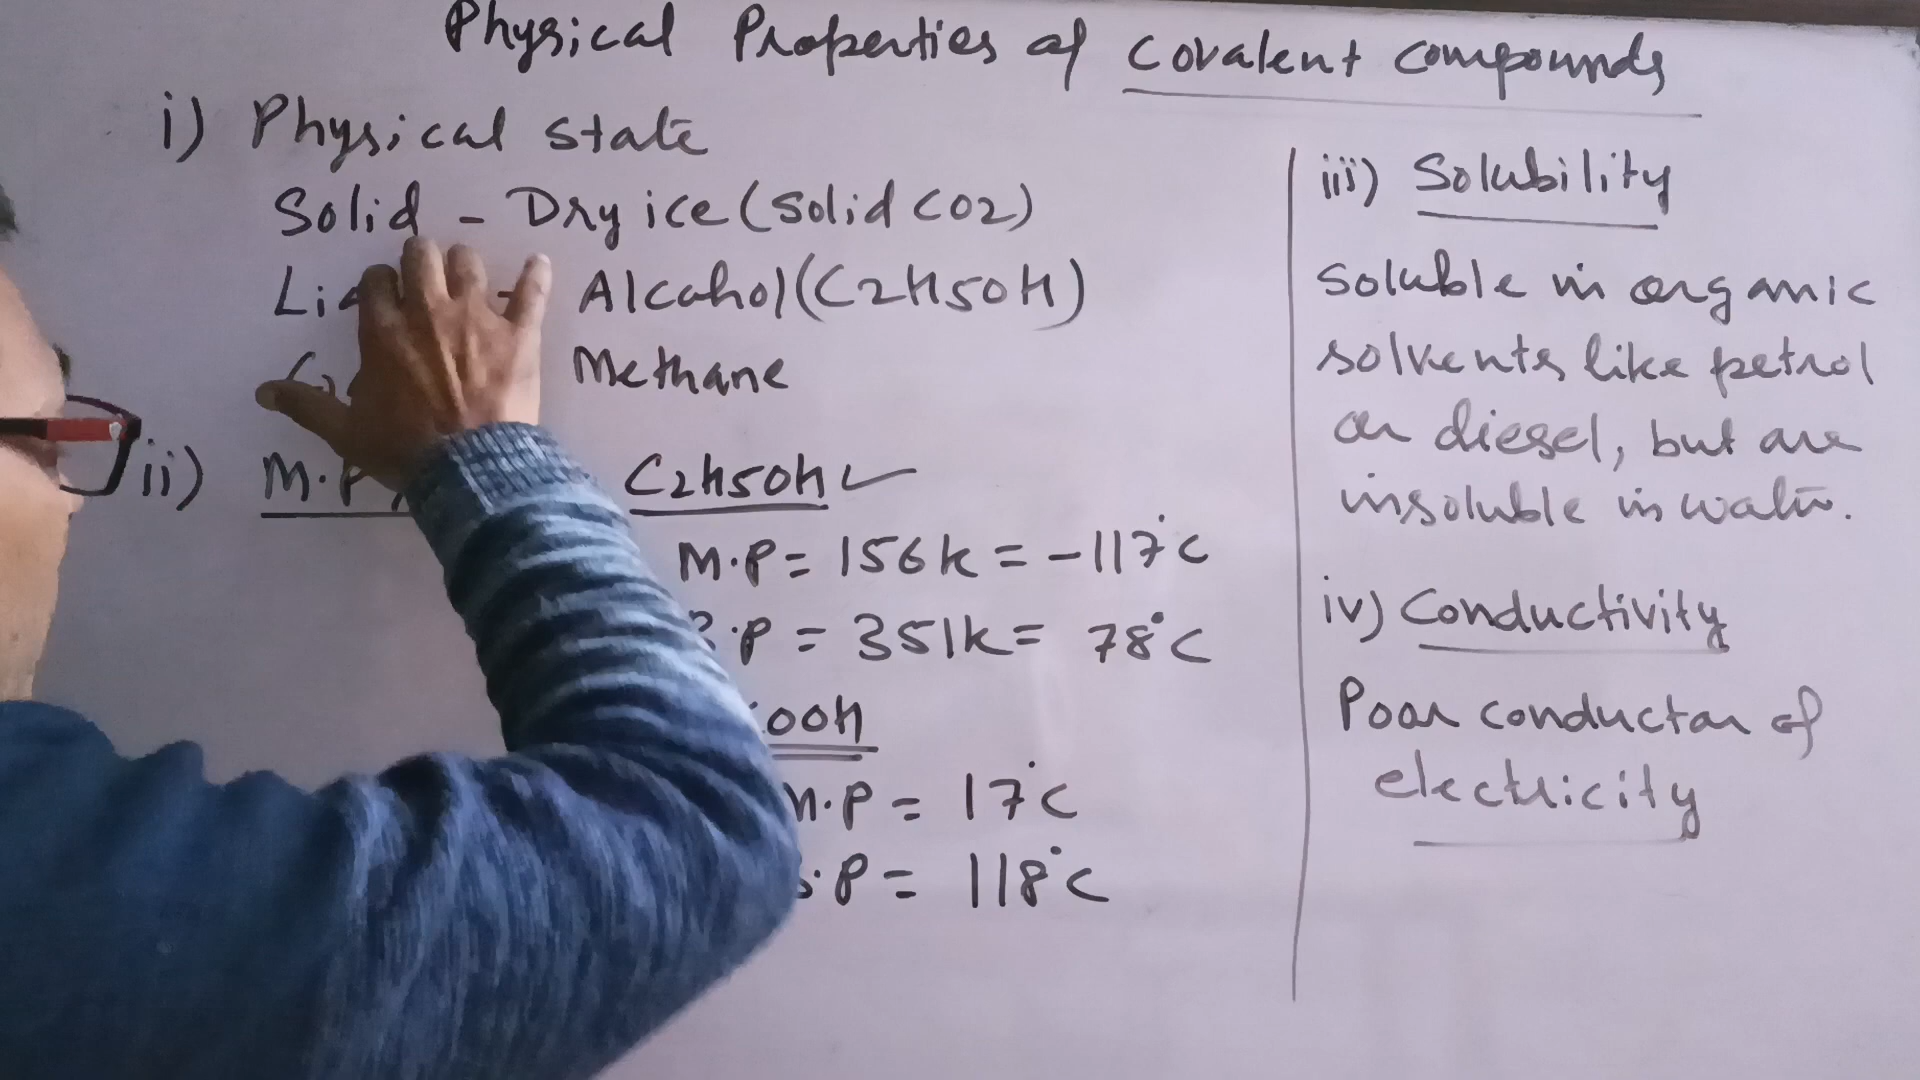 Physical Properties of Covalent compounds
i) Physical state
Solid - Dry ice (Solid CO2)
- Alcohol (C2H5OH)
Methane
ii) M.P C2H5OH ✓
M.P = 156k = -117°C
.P = 351k = 78°C
OOH
M.P = 17°C
.P = 118°C
iii) Solubility
Soluble in organic
solvents like petrol
or diesel, but are
insoluble in water.
iv) Conductivity
Poor conductor of
electricity